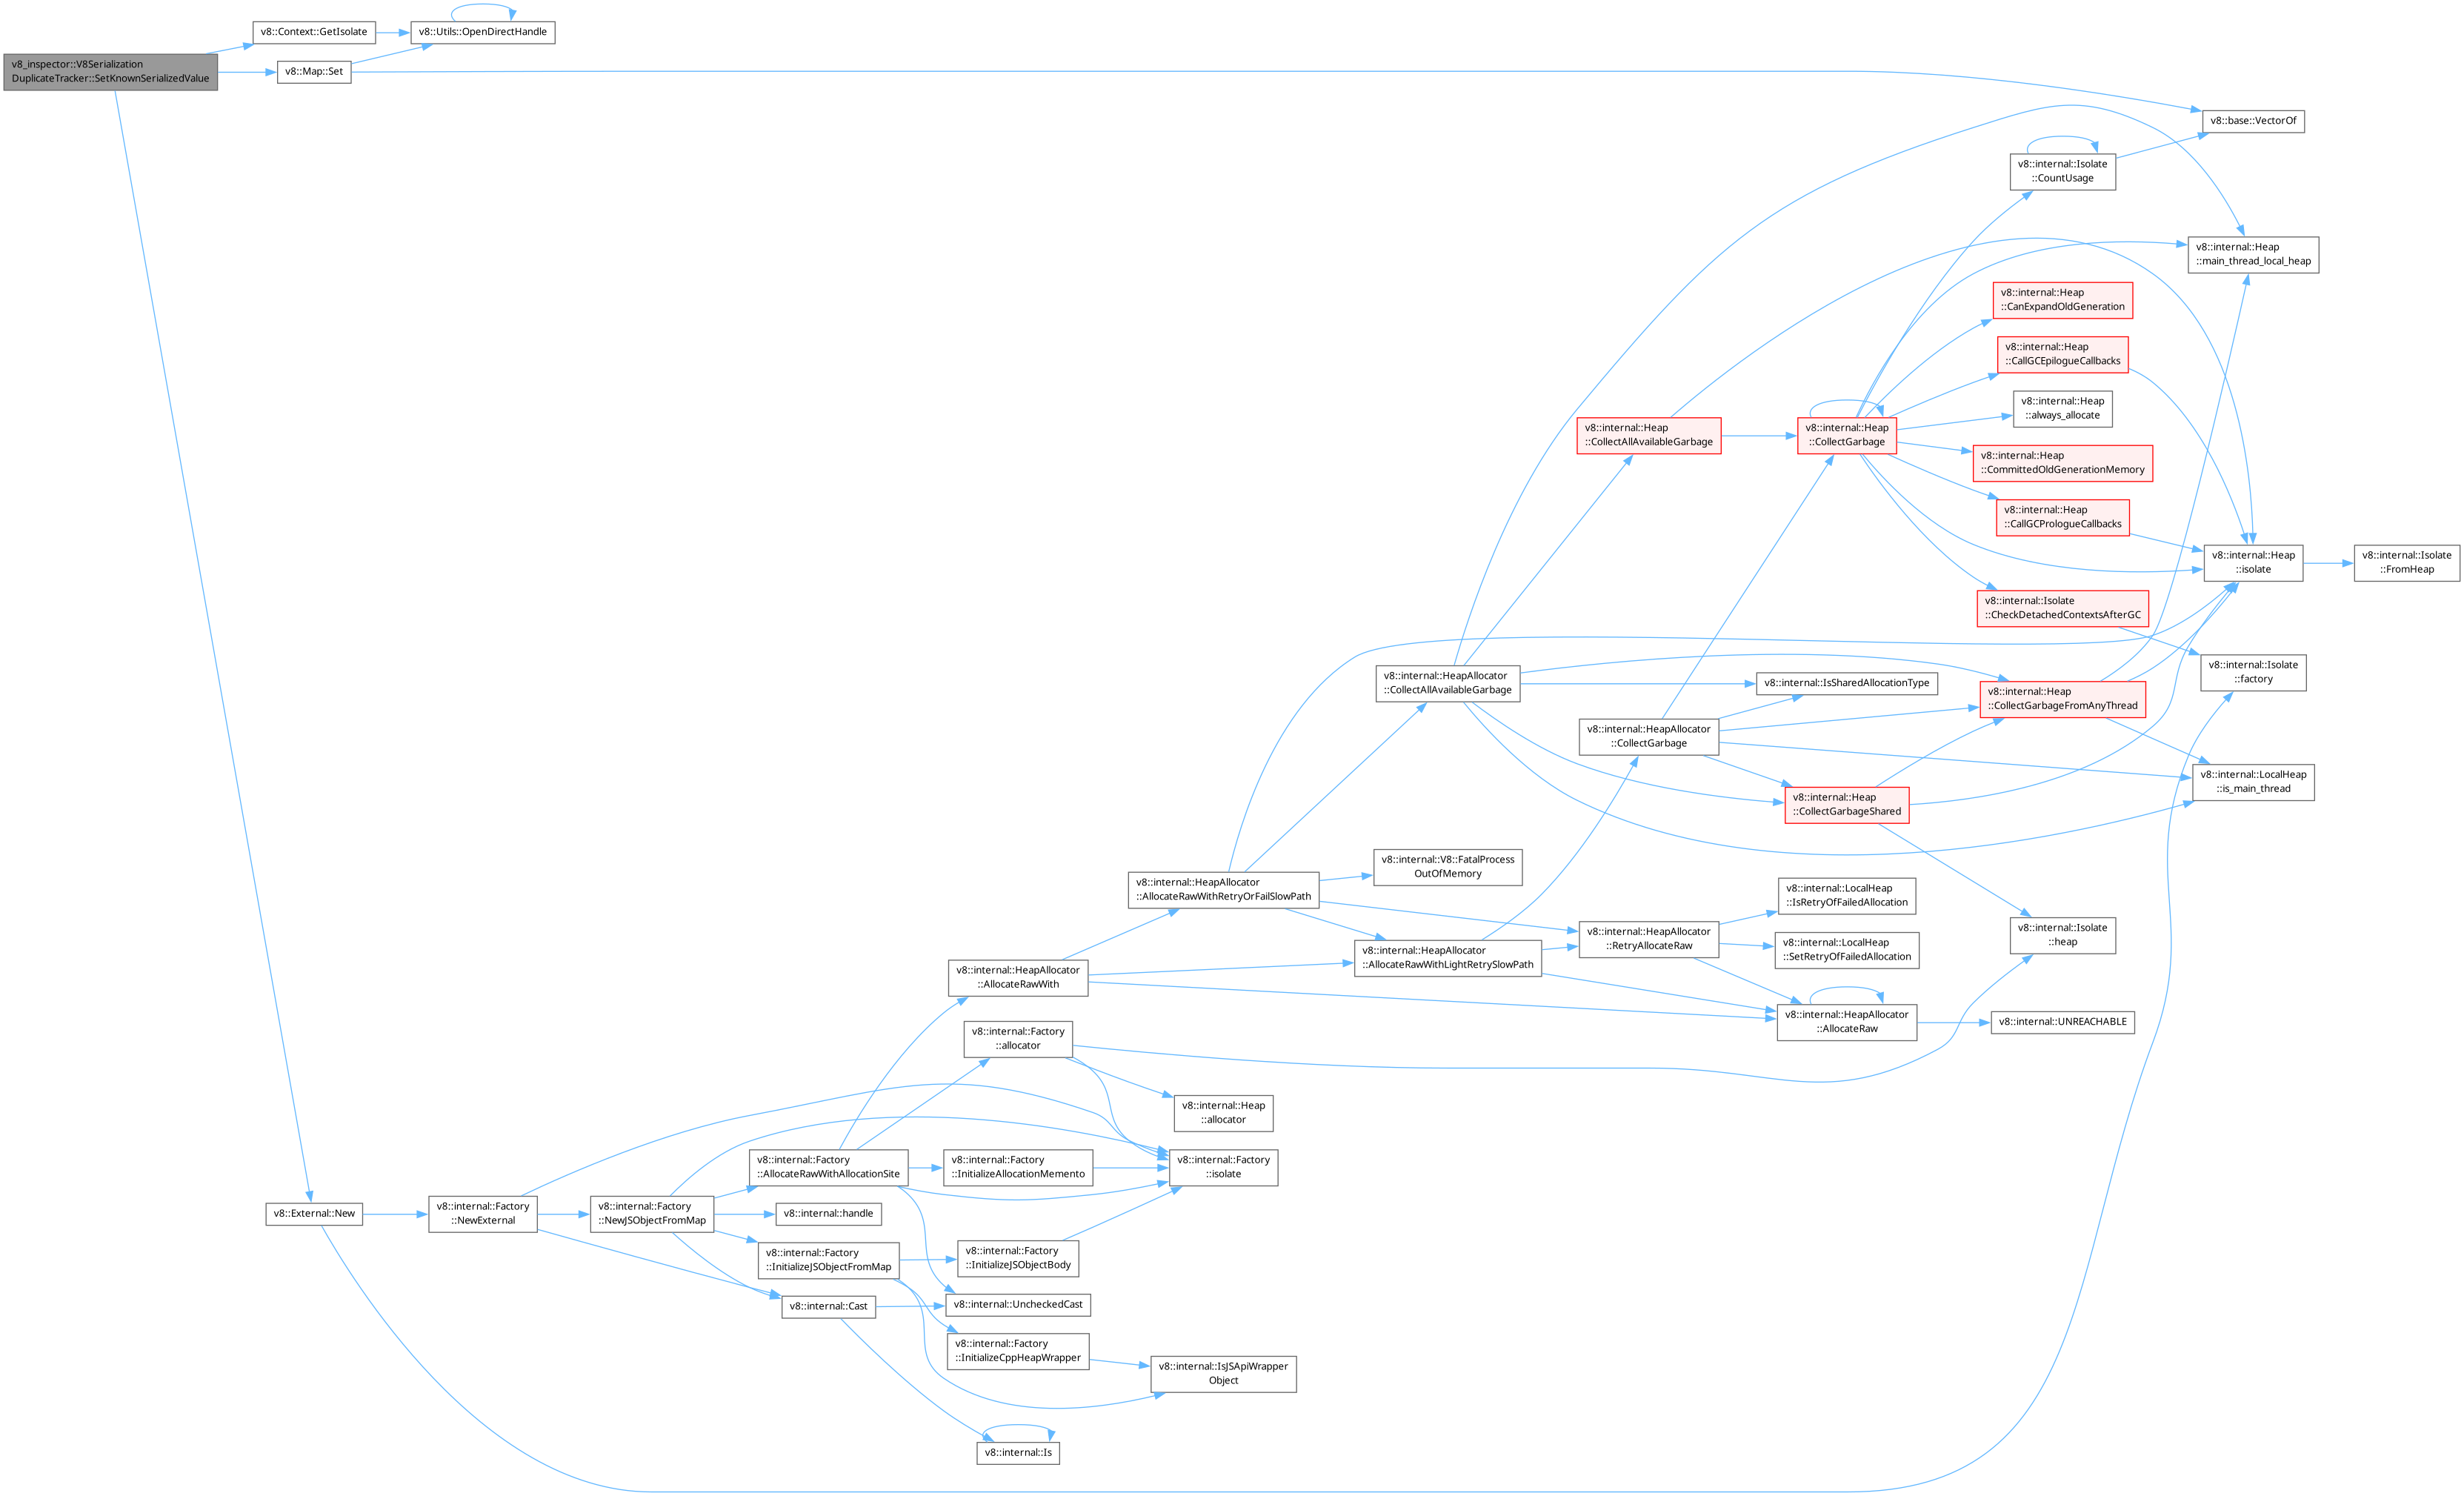 v8::Context::GetIsolate
v8::Utils::OpenDirectHandle
v8_inspector::V8Serialization
DuplicateTracker::SetKnownSerializedValue
v8::Map::Set
v8::base::VectorOf
v8::internal::Isolate
::CountUsage
v8::internal::Heap
::main_thread_local_heap
v8::internal::Heap
::CanExpandOldGeneration
v8::internal::Heap
::CallGCEpilogueCallbacks
v8::internal::Heap
::always_allocate
v8::internal::Heap
::CollectAllAvailableGarbage
v8::internal::Heap
::CollectGarbage
v8::internal::Heap
::CommittedOldGenerationMemory
v8::internal::Heap
::CallGCPrologueCallbacks
v8::internal::Heap
::isolate
v8::internal::Isolate
::FromHeap
v8::internal::Isolate
::CheckDetachedContextsAfterGC
v8::internal::Isolate
::factory
v8::internal::HeapAllocator
::CollectAllAvailableGarbage
v8::internal::IsSharedAllocationType
v8::internal::Heap
::CollectGarbageFromAnyThread
v8::internal::HeapAllocator
::CollectGarbage
v8::internal::LocalHeap
::is_main_thread
v8::internal::Heap
::CollectGarbageShared
v8::internal::V8::FatalProcess
OutOfMemory
v8::internal::HeapAllocator
::AllocateRawWithRetryOrFailSlowPath
v8::internal::LocalHeap
::IsRetryOfFailedAllocation
v8::internal::HeapAllocator
::RetryAllocateRaw
v8::internal::Isolate
::heap
v8::internal::LocalHeap
::SetRetryOfFailedAllocation
v8::internal::HeapAllocator
::AllocateRawWithLightRetrySlowPath
v8::internal::HeapAllocator
::AllocateRawWith
v8::internal::HeapAllocator
::AllocateRaw
v8::internal::UNREACHABLE
v8::internal::Factory
::allocator
v8::internal::Heap
::allocator
v8::internal::Factory
::AllocateRawWithAllocationSite
v8::internal::Factory
::InitializeAllocationMemento
v8::internal::Factory
::isolate
v8::External::New
v8::internal::Factory
::NewExternal
v8::internal::Factory
::NewJSObjectFromMap
v8::internal::handle
v8::internal::Factory
::InitializeJSObjectFromMap
v8::internal::Factory
::InitializeJSObjectBody
v8::internal::Cast
v8::internal::UncheckedCast
v8::internal::Factory
::InitializeCppHeapWrapper
v8::internal::IsJSApiWrapper
Object
v8::internal::Is